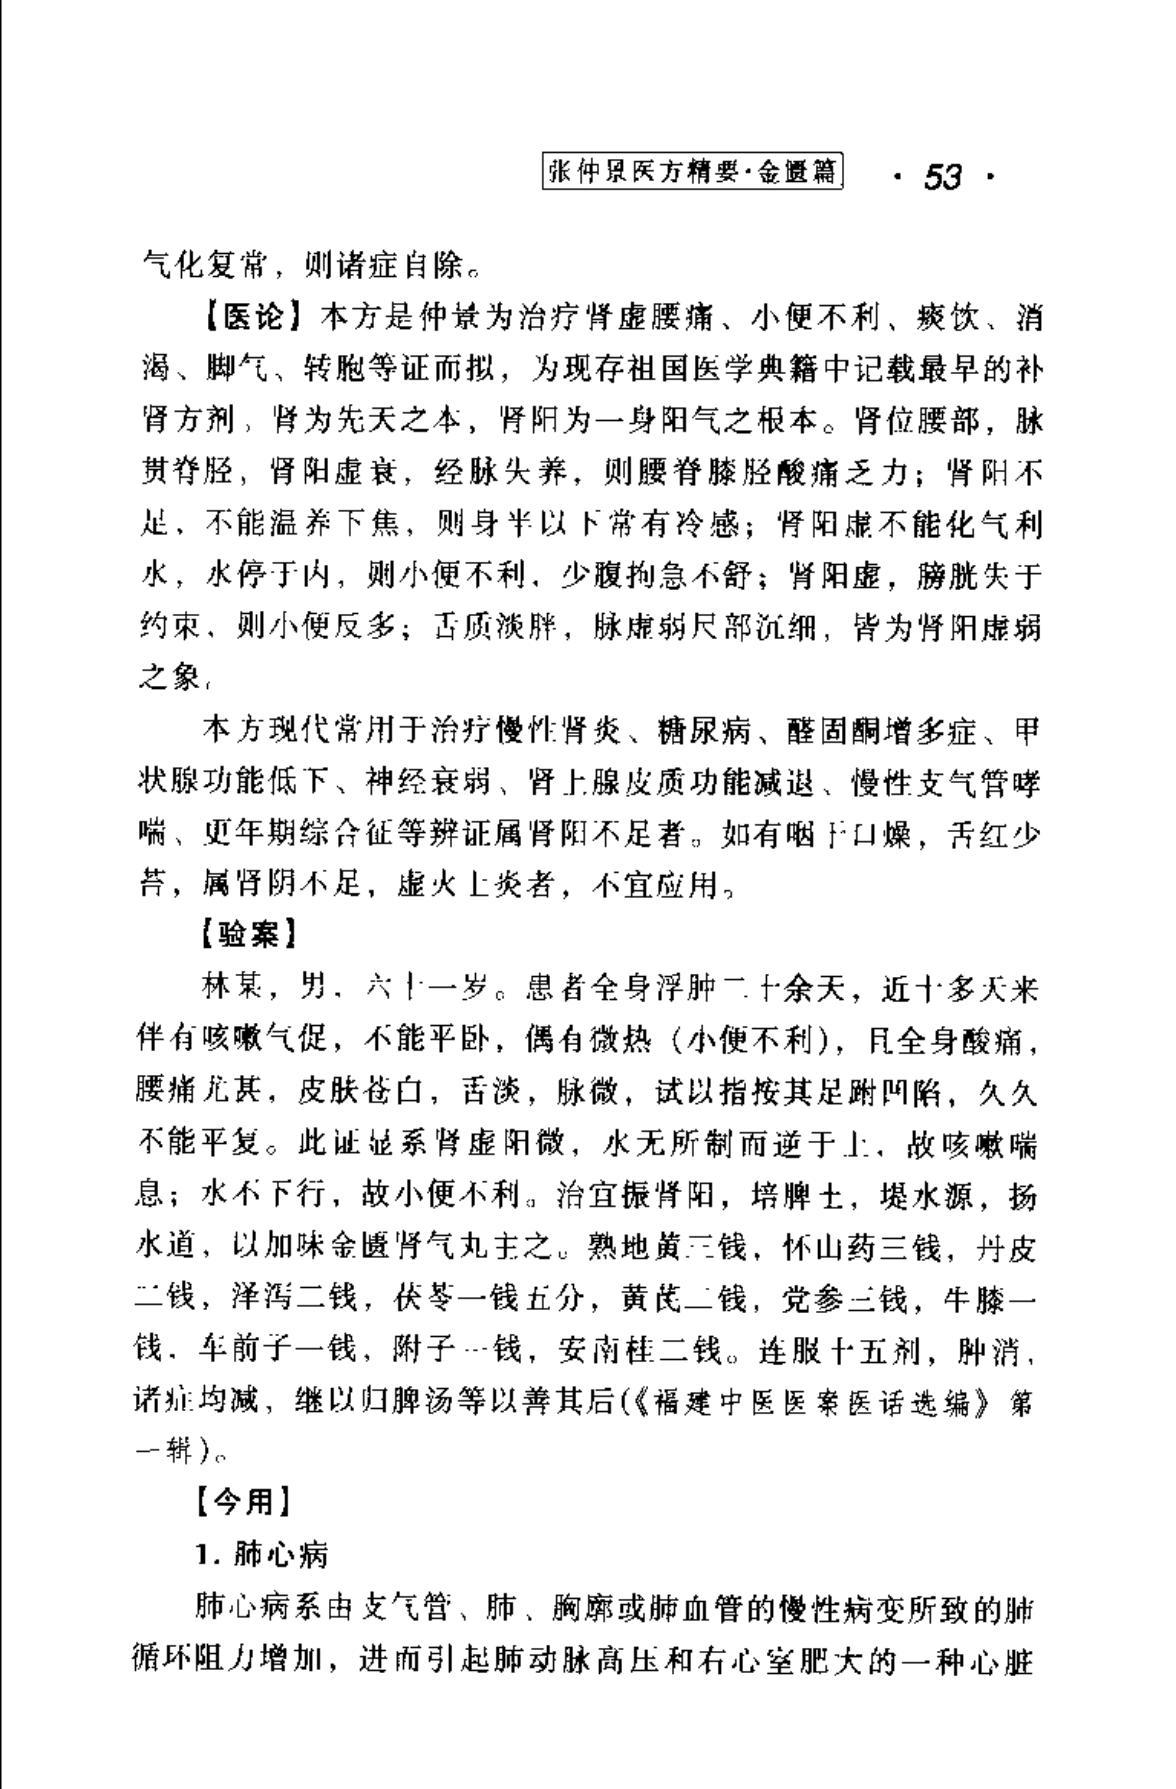 张仲景医方精要·金匮篇 · 53 ·
气化复常，则诸症自除。
【医论】本方是仲景为治疗肾虚腰痛、小便不利、痰饮、消
渴、脚气、转胞等证而拟，为现存祖国医学典籍中记载最早的补
肾方剂。肾为先天之本，肾阳为一身阳气之根本。肾位腰部，脉
贯脊胫，肾阳虚衰，经脉失养，则腰脊膝胫酸痛乏力；肾阳不
足，不能温养下焦，则身半以下常有冷感；肾阳虚不能化气利
水，水停于内，则小便不利，少腹拘急不舒；肾阳虚，膀胱失于
约束，则小便反多；舌质淡胖，脉虚弱尺部沉细，皆为肾阳虚弱
之象。
本方现代常用于治疗慢性肾炎、糖尿病、醛固酮增多症、甲
状腺功能低下、神经衰弱、肾上腺皮质功能减退、慢性支气管哮
喘、更年期综合征等辨证属肾阳不足者。如有咽干口燥，舌红少
苔，属肾阴不足，虚火上炎者，不宜应用。
【验案】
林某，男，六十一岁。患者全身浮肿二十余天，近十多天来
伴有咳嗽气促，不能平卧，偶有微热（小便不利），且全身酸痛，
腰痛尤甚，皮肤苍白，舌淡，脉微，试以指按其足跗凹陷，久久
不能平复。此证显系肾虚阳微，水无所制而逆于上，故咳嗽喘
息；水不下行，故小便不利。治宜振肾阳，培脾土，堤水源，扬
水道，以加味金匮肾气丸主之。熟地黄三钱，怀山药三钱，丹皮
二钱，泽泻二钱，茯苓一钱五分，黄芪二钱，党参三钱，牛膝一
钱，车前子一钱，附子一钱，安南桂二钱。连服十五剂，肿消，
诸症均减，继以归脾汤等以善其后(《福建中医医案医话选编》第
一辑)。
【今用】
1. 肺心病
肺心病系由支气管、肺、胸廓或肺血管的慢性病变所致的肺
循环阻力增加，进而引起肺动脉高压和右心室肥大的一种心脏